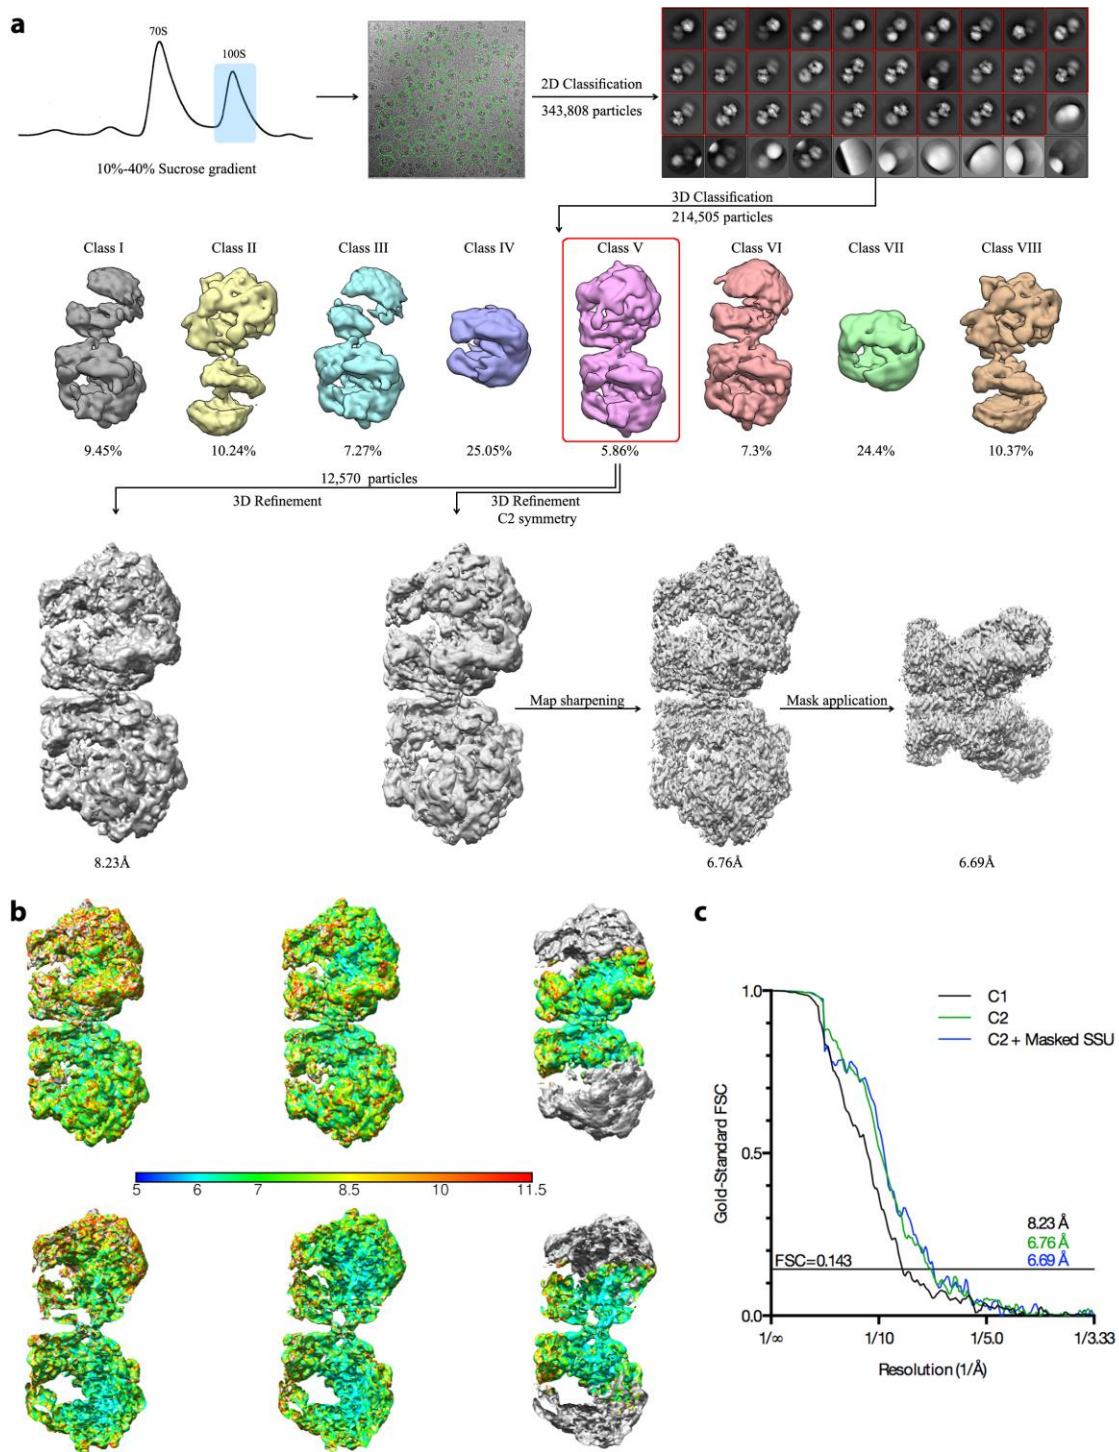 a
70S
100S
10%-40% Sucrose gradient
2D Classification
343,808 particles
3D Classification
214,505 particles
Class I
Class II
Class III
Class IV
Class V
Class VI
Class VII
Class VIII
9.45%
10.24%
7.27%
25.05%
5.86%
7.3%
24.4%
10.37%
12,570 particles
3D Refinement
3D Refinement
C2 symmetry
Map sharpening
Mask application
8.23Å
6.76Å
6.69Å
b
5 6 7 8.5 10 11.5
c
C1
C2
C2 + Masked SSU
1.0
0.5
0.0
Gold-Standard FSC
8.23 Å
6.76 Å
6.69 Å
FSC=0.143
1/∞ 1/10 1/5.0 1/3.33
Resolution (1/Å)